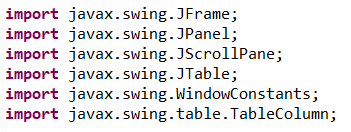 import javax.swing.JFrame;
import javax.swing.JPanel;
import javax.swing.JScrollPane;
import javax.swing.JTable;
import javax.swing.WindowConstants;
import javax.swing.table.TableColumn;